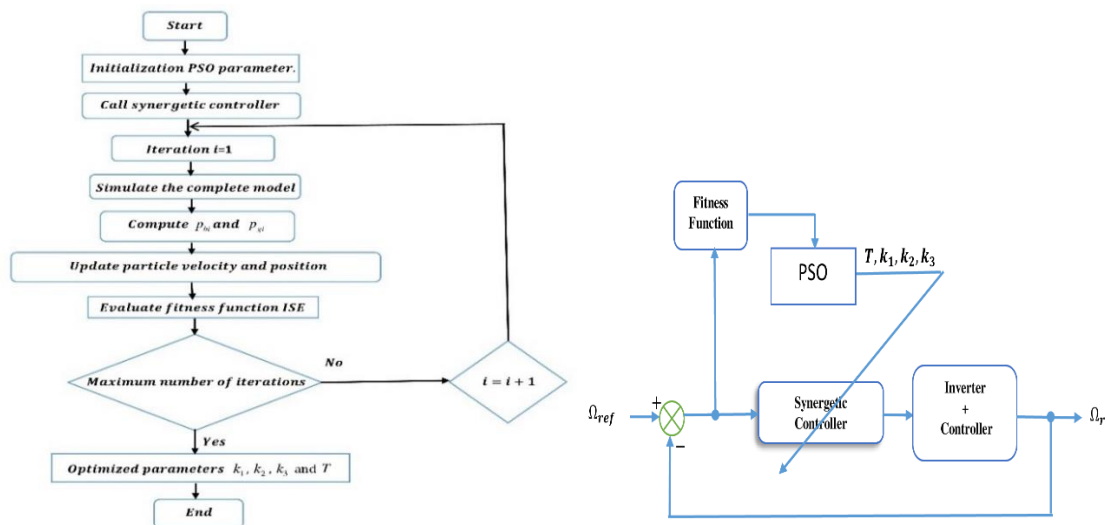 Start
Initialization PSO parameter.
Call synergetic controller
Iteration i=1
Simulate the complete model
Compute p_bi and p_gi
Update particle velocity and position
Evaluate fitness function ISE
No
Maximum number of iterations
i = i + 1
Yes
Optimized parameters k₁, k₂, k₃ and T
End
Fitness
Function
PSO
T, k₁, k₂, k₃
Ω_ref
+
−
Synergetic
Controller
Inverter
+
Controller
Ω_r